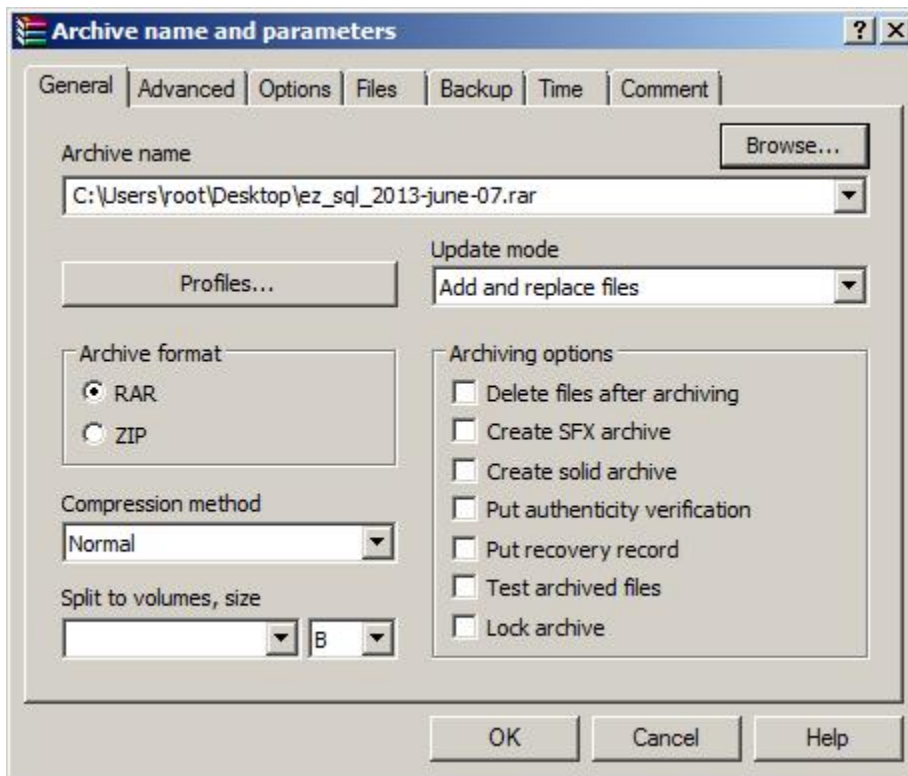 Archive name and parameters
General Advanced Options Files Backup Time Comment
Archive name
Browse...
C:\Users\root\Desktop\ez_sql_2013-june-07.rar
Update mode
Profiles...
Add and replace files
Archive format
RAR
ZIP
Archiving options
Delete files after archiving
Create SFX archive
Create solid archive
Put authenticity verification
Put recovery record
Test archived files
Lock archive
Compression method
Normal
Split to volumes, size
B
OK Cancel Help